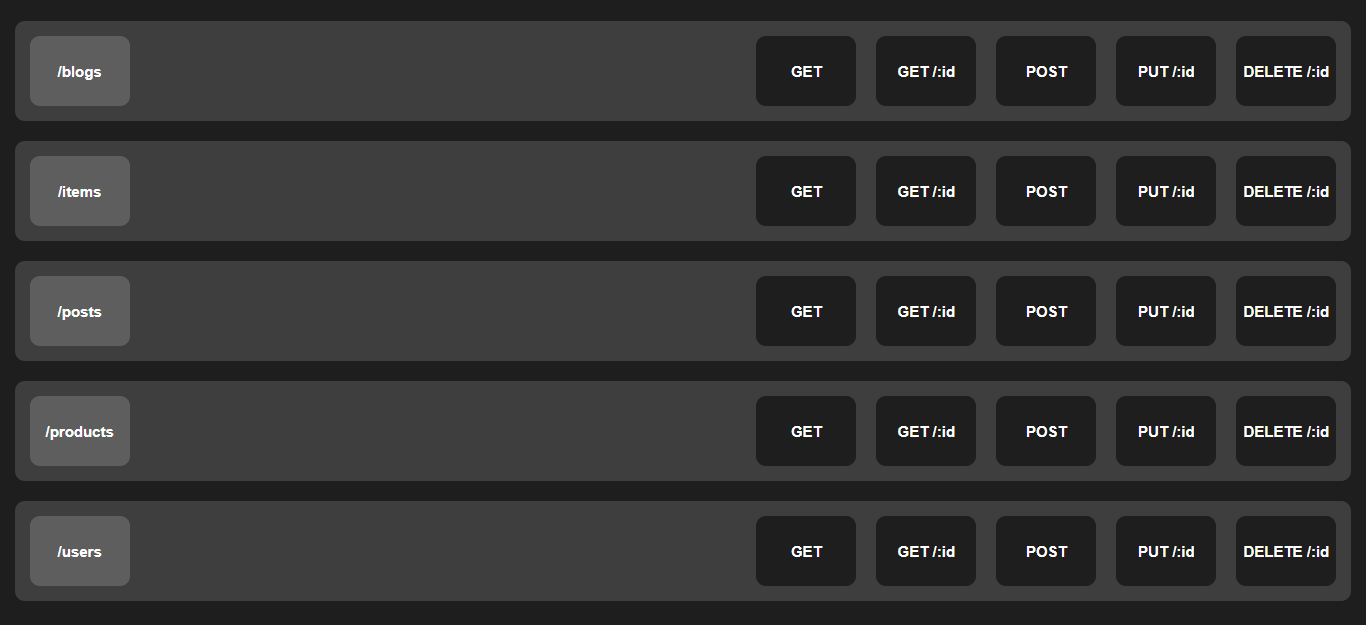 /blogs GET GET /:id POST PUT /:id DELETE /:id
/items GET GET /:id POST PUT /:id DELETE /:id
/posts GET GET /:id POST PUT /:id DELETE /:id
/products GET GET /:id POST PUT /:id DELETE /:id
/users GET GET /:id POST PUT /:id DELETE /:id